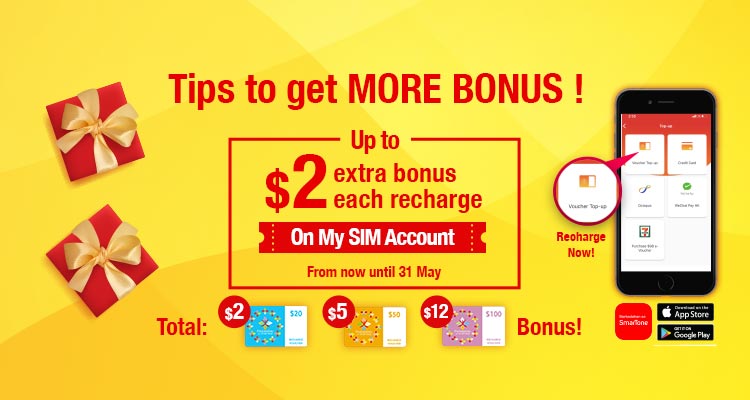 Tips to get MORE BONUS !
Up to
$2 extra bonus
each recharge
On My SIM Account
From now until 31 May
Total:
$2
$20
$5
$50
$12
$100
Bonus!
Top-up
Voucher Top-up
Credit Card
Octopus
WeChat Pay HK
Voucher Top-up
Recharge
Now!
SmarTone
Download on the
App Store
GET IT ON
Google Play